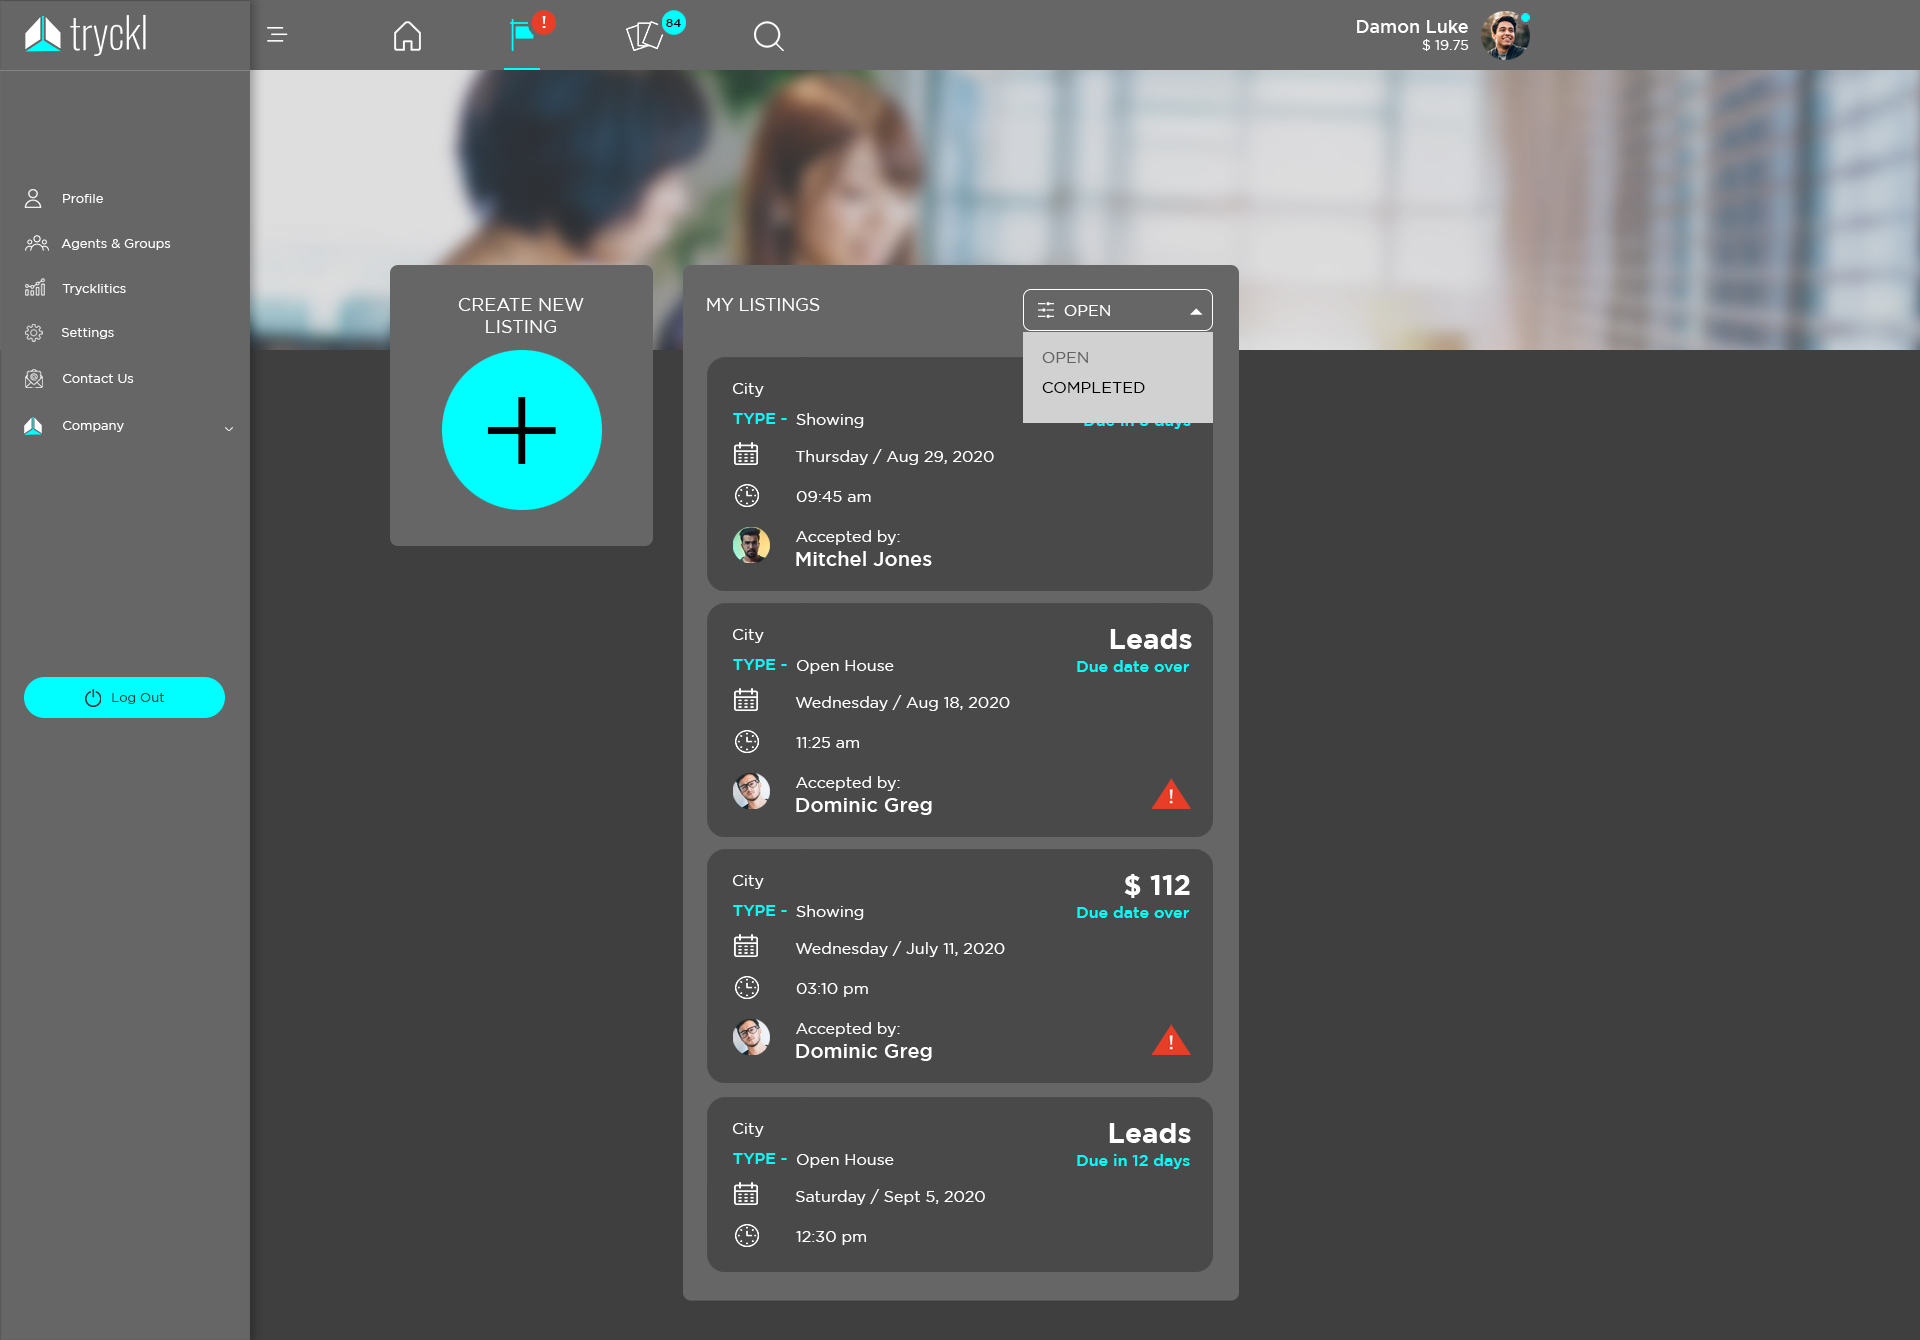 tryckl
!
84
Damon Luke
$ 19.75
Profile
Agents & Groups
Trycklitics
Settings
Contact Us
Company
Log Out
CREATE NEW
LISTING
MY LISTINGS
OPEN
OPEN
COMPLETED
City
TYPE - Showing
Thursday / Aug 29, 2020
09:45 am
Accepted by:
Mitchel Jones
City
Leads
TYPE - Open House
Due date over
Wednesday / Aug 18, 2020
11:25 am
Accepted by:
Dominic Greg
!
City
$ 112
TYPE - Showing
Due date over
Wednesday / July 11, 2020
03:10 pm
Accepted by:
Dominic Greg
!
City
Leads
TYPE - Open House
Due in 12 days
Saturday / Sept 5, 2020
12:30 pm